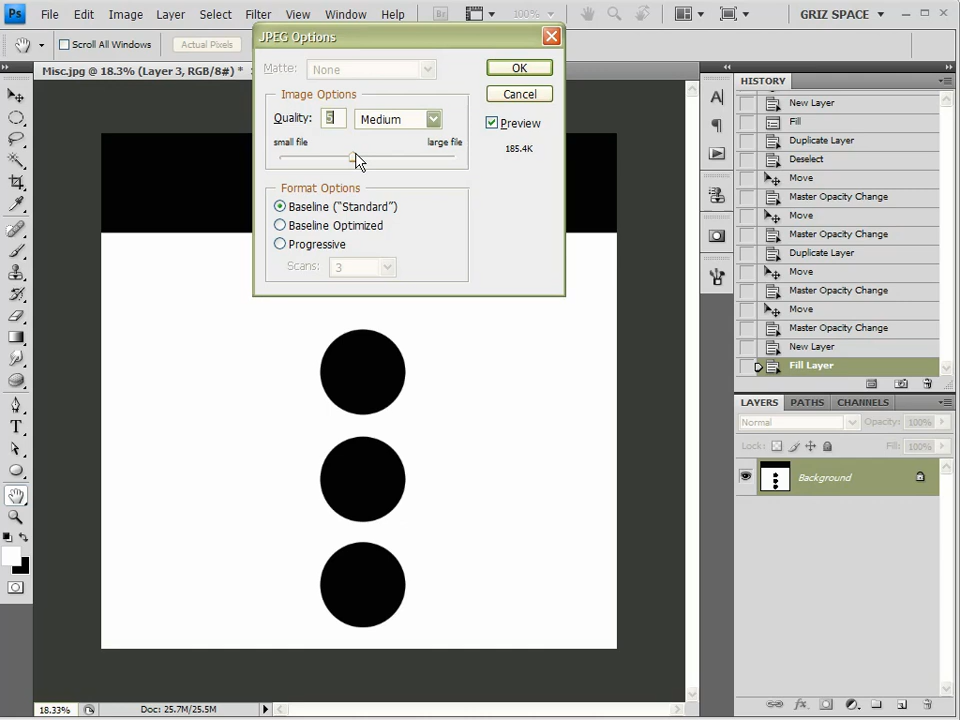 Ps File Edit Image Layer Select Filter View Window Help Br 100% GRIZ SPACE
Scroll All Windows Actual Pixels
Misc.jpg @ 18.3% (Layer 3, RGB/8#) *
JPEG Options
Matte: None
OK
Image Options
Cancel
Quality: 5 Medium
Preview
small file large file
185.4K
Format Options
Baseline ("Standard")
Baseline Optimized
Progressive
Scans: 3
HISTORY
New Layer
Fill
Duplicate Layer
Deselect
Move
Master Opacity Change
Move
Master Opacity Change
Duplicate Layer
Move
Master Opacity Change
Move
Master Opacity Change
New Layer
Fill Layer
LAYERS PATHS CHANNELS
Normal Opacity: 100%
Lock: Fill: 100%
Background
18.33% Doc: 25.7M/25.5M